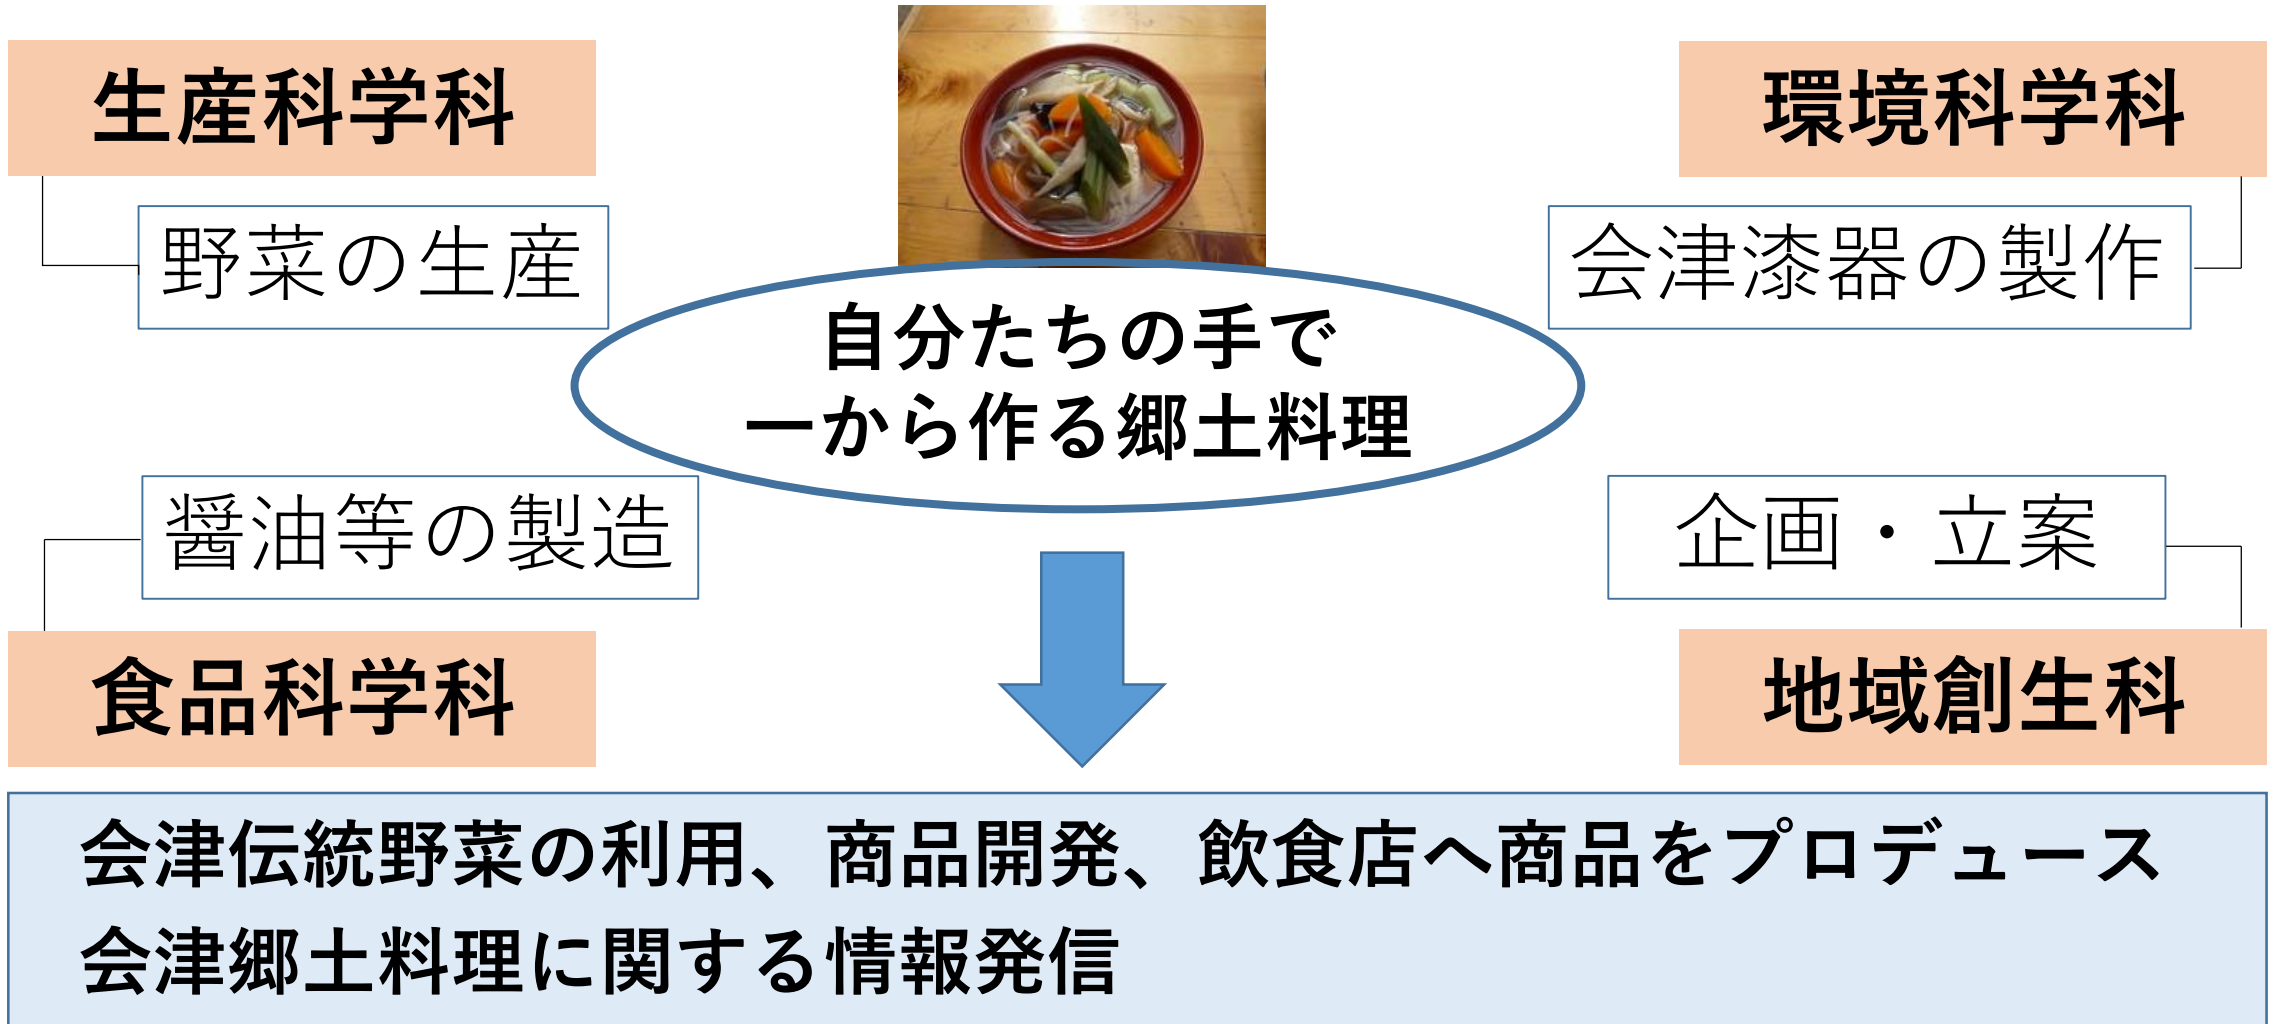 生産科学科
環境科学科
野菜の生産
会津漆器の製作
自分たちの手で
一から作る郷土料理
醤油等の製造
企画・立案
食品科学科
地域創生科
会津伝統野菜の利用、商品開発、飲食店へ商品をプロデュース
会津郷土料理に関する情報発信